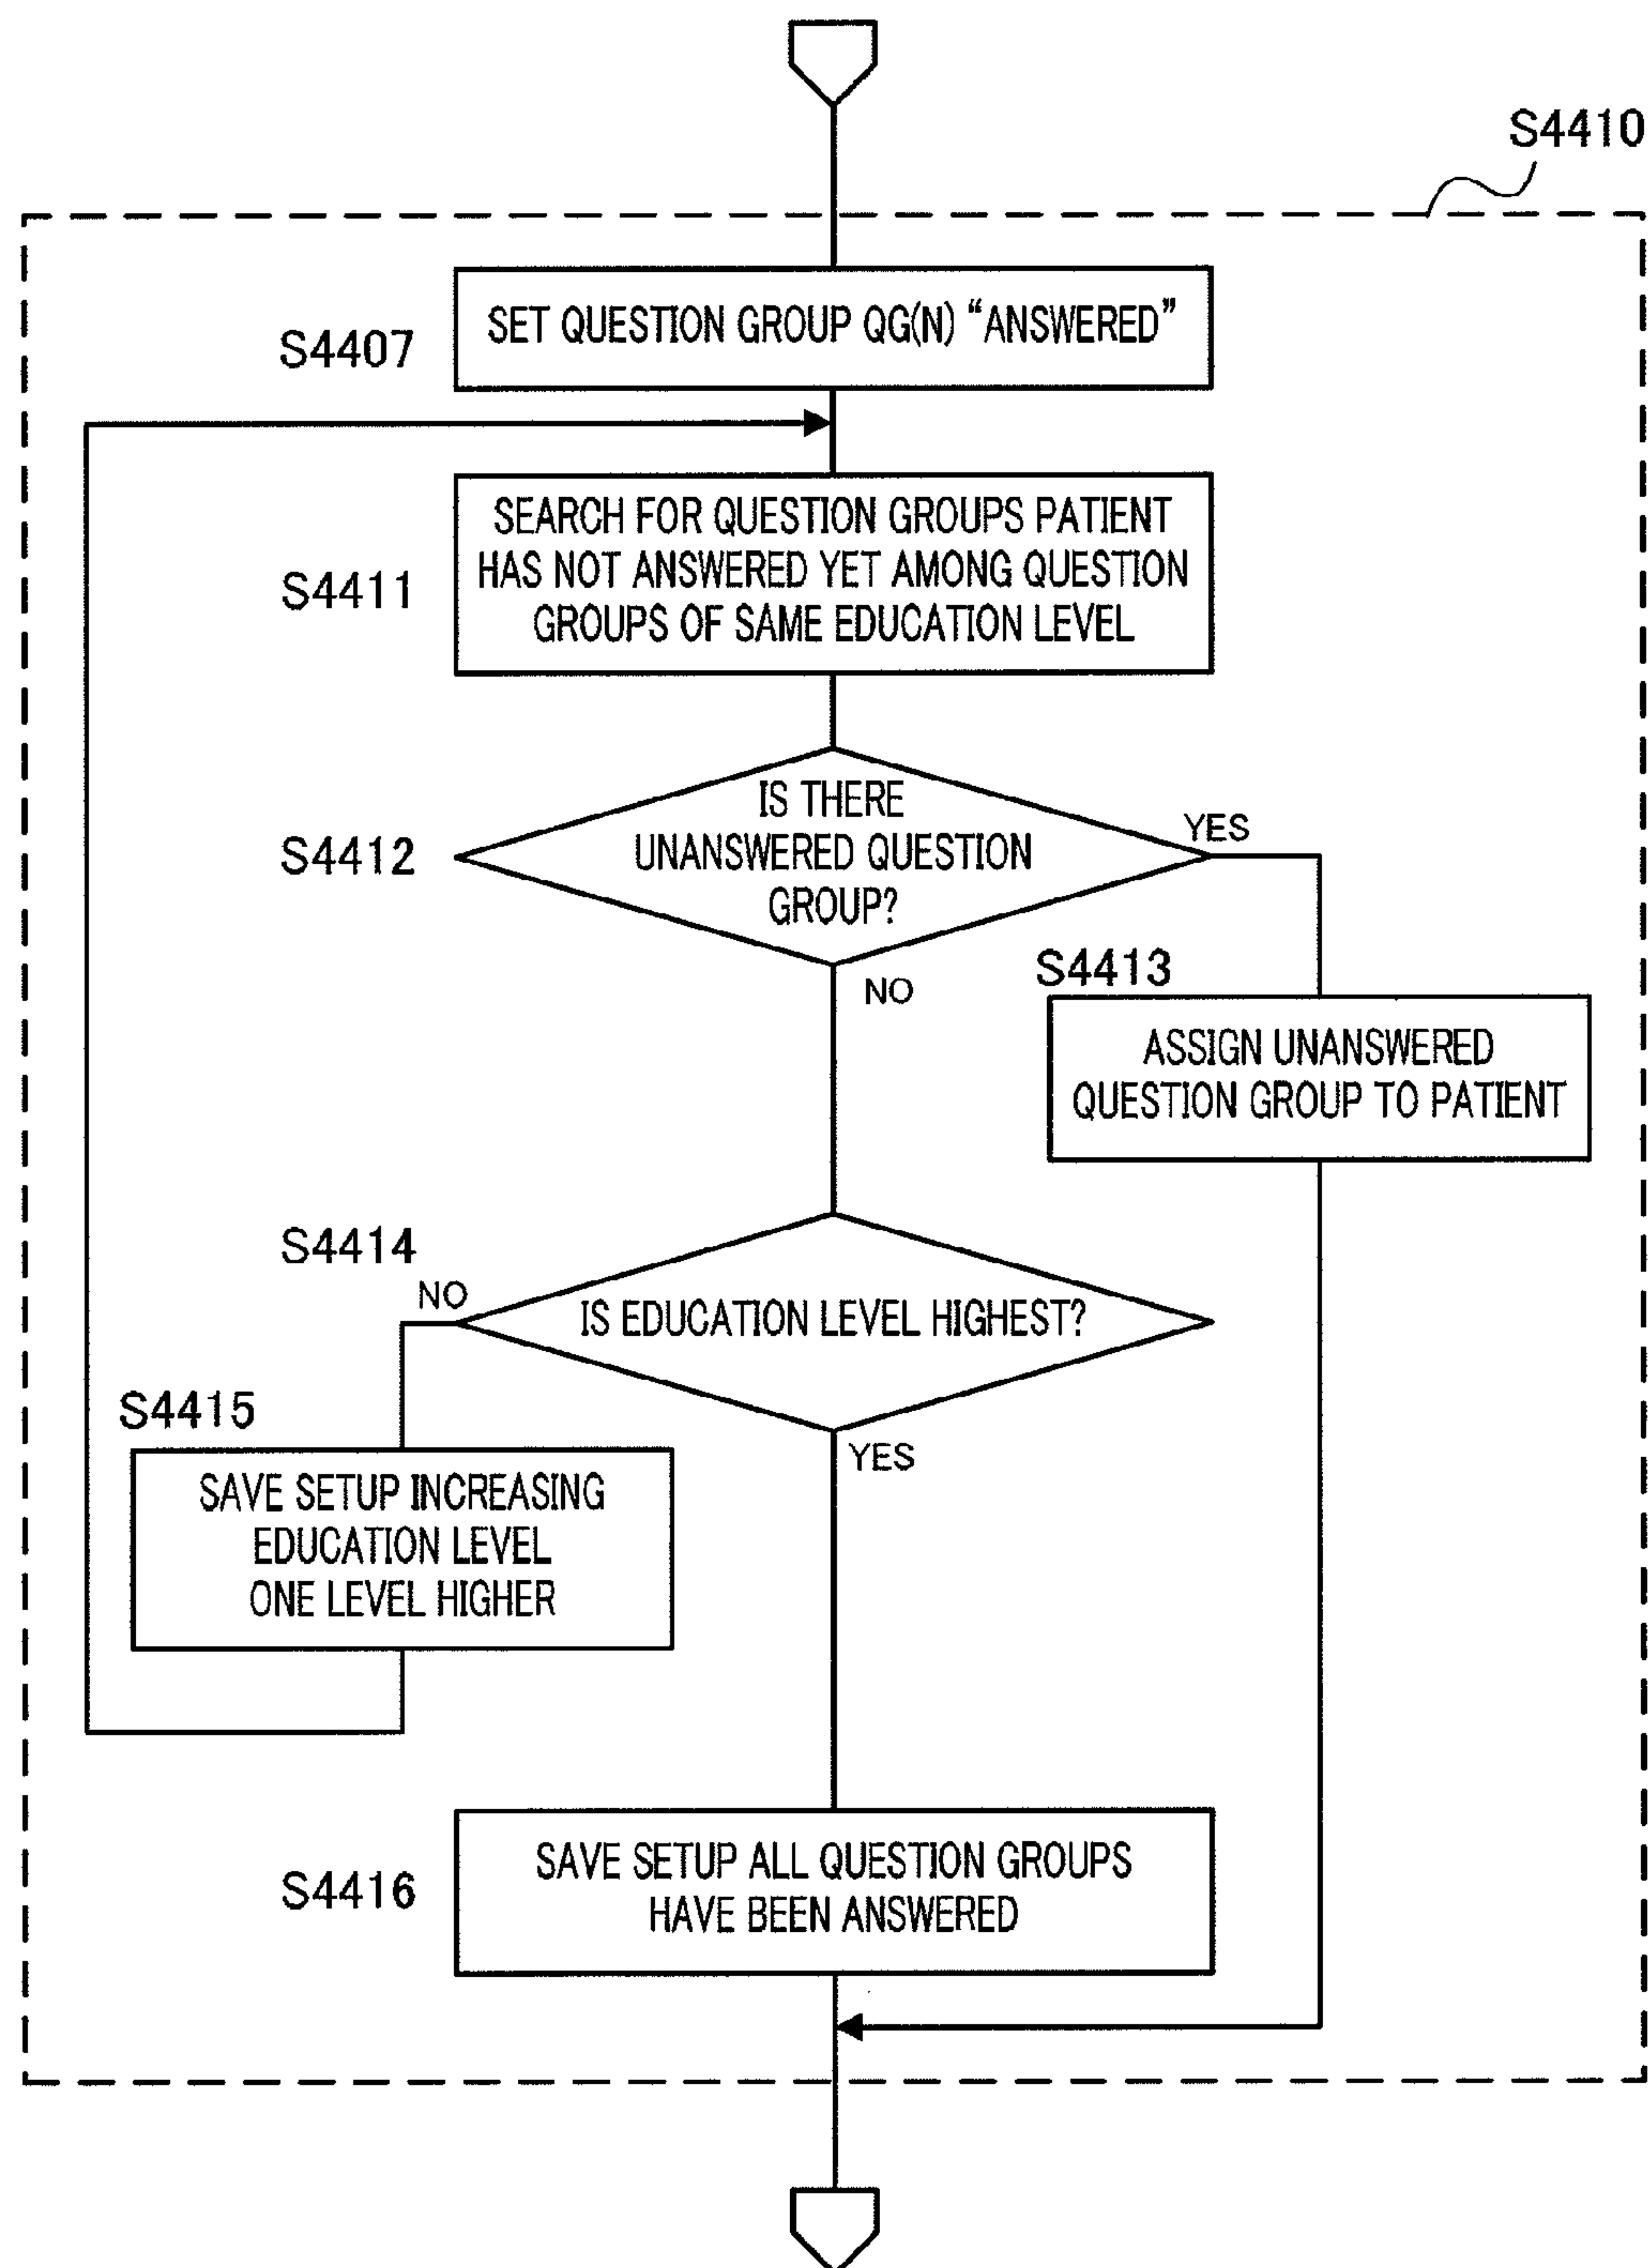 S4410
S4407
SET QUESTION GROUP QG(N) “ANSWERED”
S4411
SEARCH FOR QUESTION GROUPS PATIENT
HAS NOT ANSWERED YET AMONG QUESTION
GROUPS OF SAME EDUCATION LEVEL
S4412
IS THERE
UNANSWERED QUESTION
GROUP?
YES
NO
S4413
ASSIGN UNANSWERED
QUESTION GROUP TO PATIENT
S4414
NO
IS EDUCATION LEVEL HIGHEST?
YES
S4415
SAVE SETUP INCREASING
EDUCATION LEVEL
ONE LEVEL HIGHER
S4416
SAVE SETUP ALL QUESTION GROUPS
HAVE BEEN ANSWERED